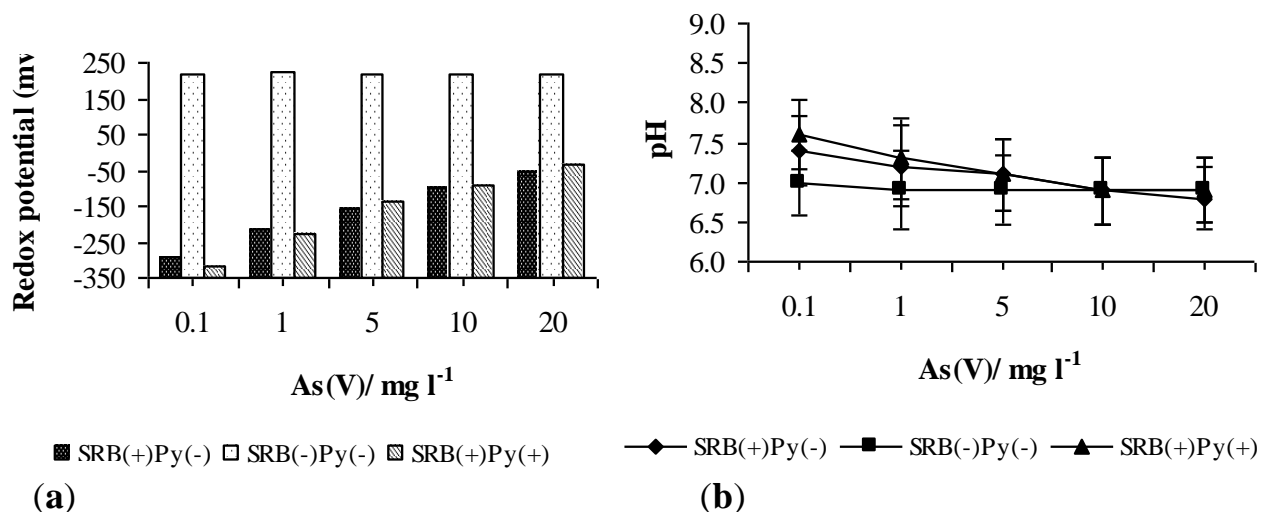 Redox potential (mv
250
150
50
-50
-150
-250
-350
0.1 1 5 10 20
As(V)/ mg l-1
SRB(+)Py(-) SRB(-)Py(-) SRB(+)Py(+)
(a)
pH
9.0
8.5
8.0
7.5
7.0
6.5
6.0
0.1 1 5 10 20
As(V)/ mg l-1
SRB(+)Py(-) SRB(-)Py(-) SRB(+)Py(+)
(b)